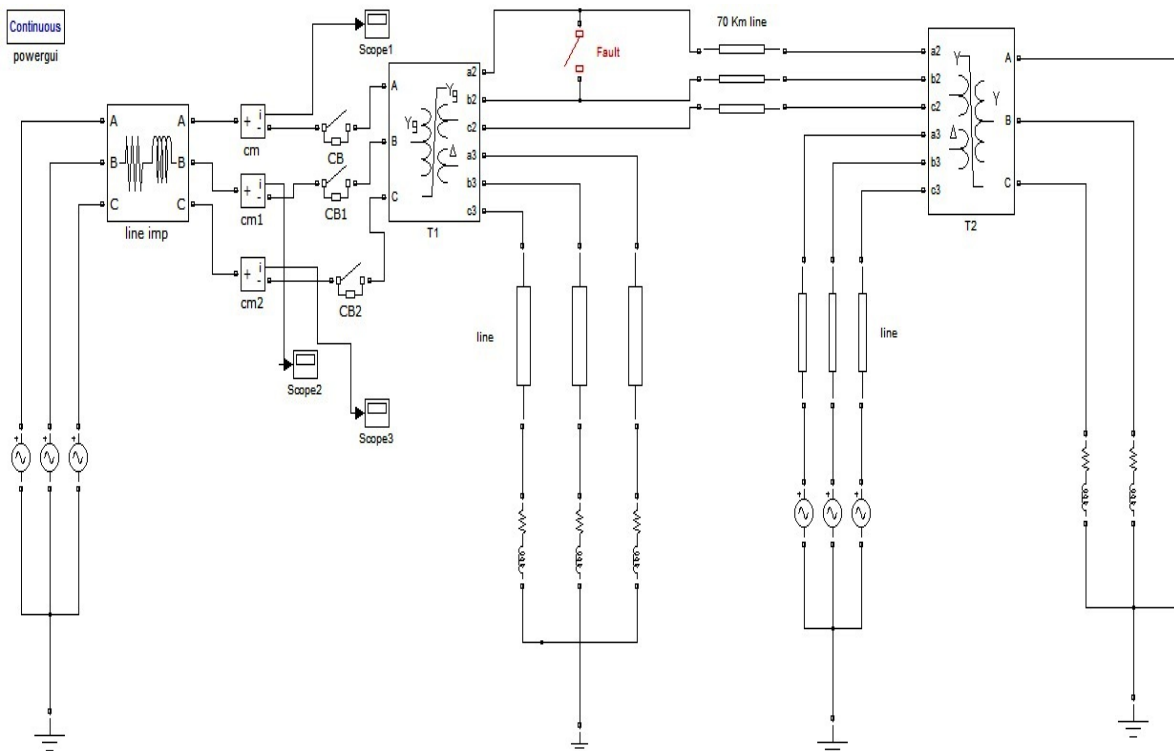 Continuous
powergui
Scope1
A
B
C
A
B
C
line imp
+
i
-
cm
+
i
-
cm1
+
i
-
cm2
CB
CB1
CB2
A
B
C
Yg
Yg
Δ
a2
b2
c2
a3
b3
c3
T1
Fault
70 Km line
a2
b2
c2
a3
b3
c3
Δ
Y
A
B
C
T2
line
line
Scope2
Scope3
+
+
+
+
+
+